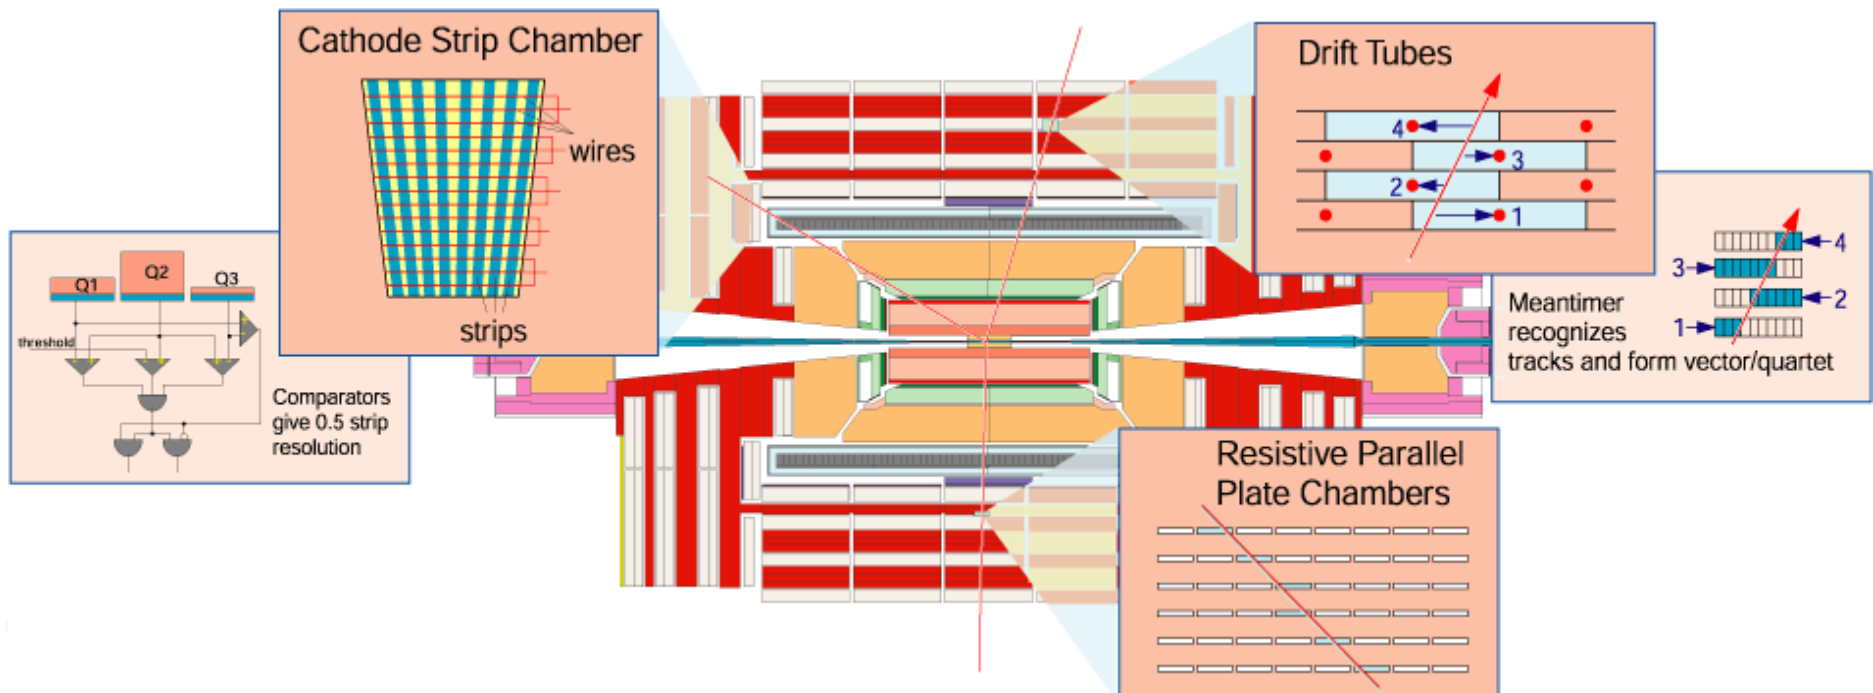 Cathode Strip Chamber
wires
strips
Q1
Q2
Q3
threshold
Comparators
give 0.5 strip
resolution
Drift Tubes
4
3
2
1
4
3
2
1
Meantimer
recognizes
tracks and form vector/quartet
Resistive Parallel
Plate Chambers